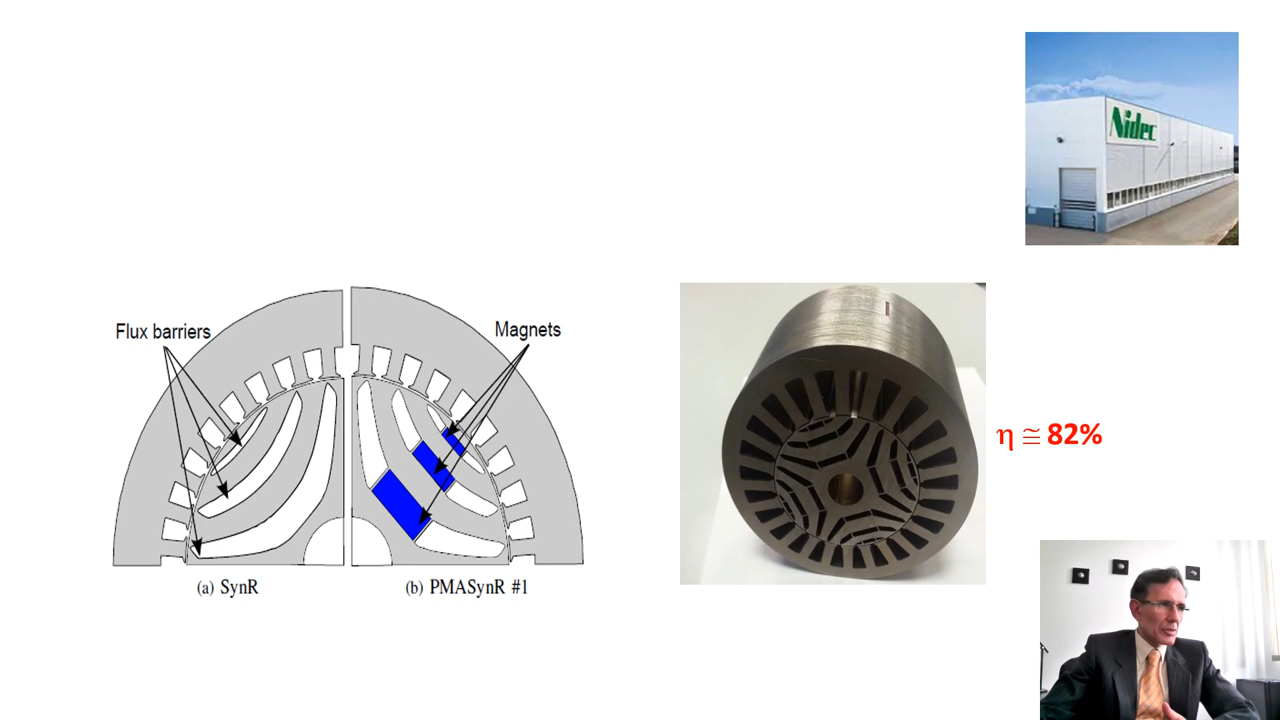 Nidec
Flux barriers
Magnets
η ≅ 82%
(a) SynR
(b) PMASynR #1